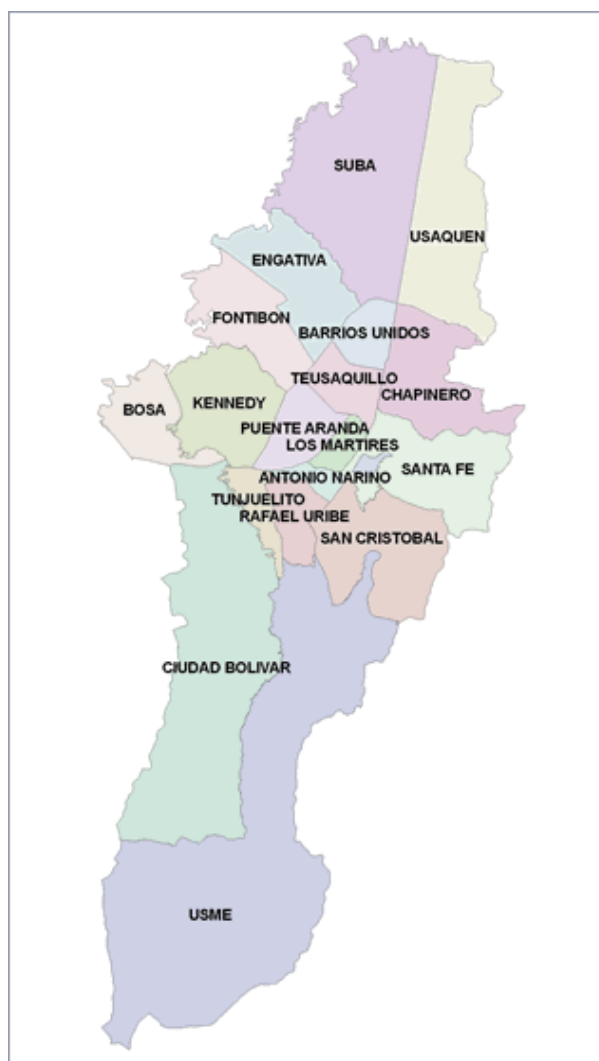 SUBA
USAQUEN
ENGATIVA
FONTIBON
BARRIOS UNIDOS
TEUSAQUILLO
CHAPINERO
KENNEDY
BOSA
PUENTE ARANDA
LOS MARTIRES
SANTA FE
ANTONIO NARINO
TUNJUELITO
RAFAEL URIBE
SAN CRISTOBAL
CIUDAD BOLIVAR
USME